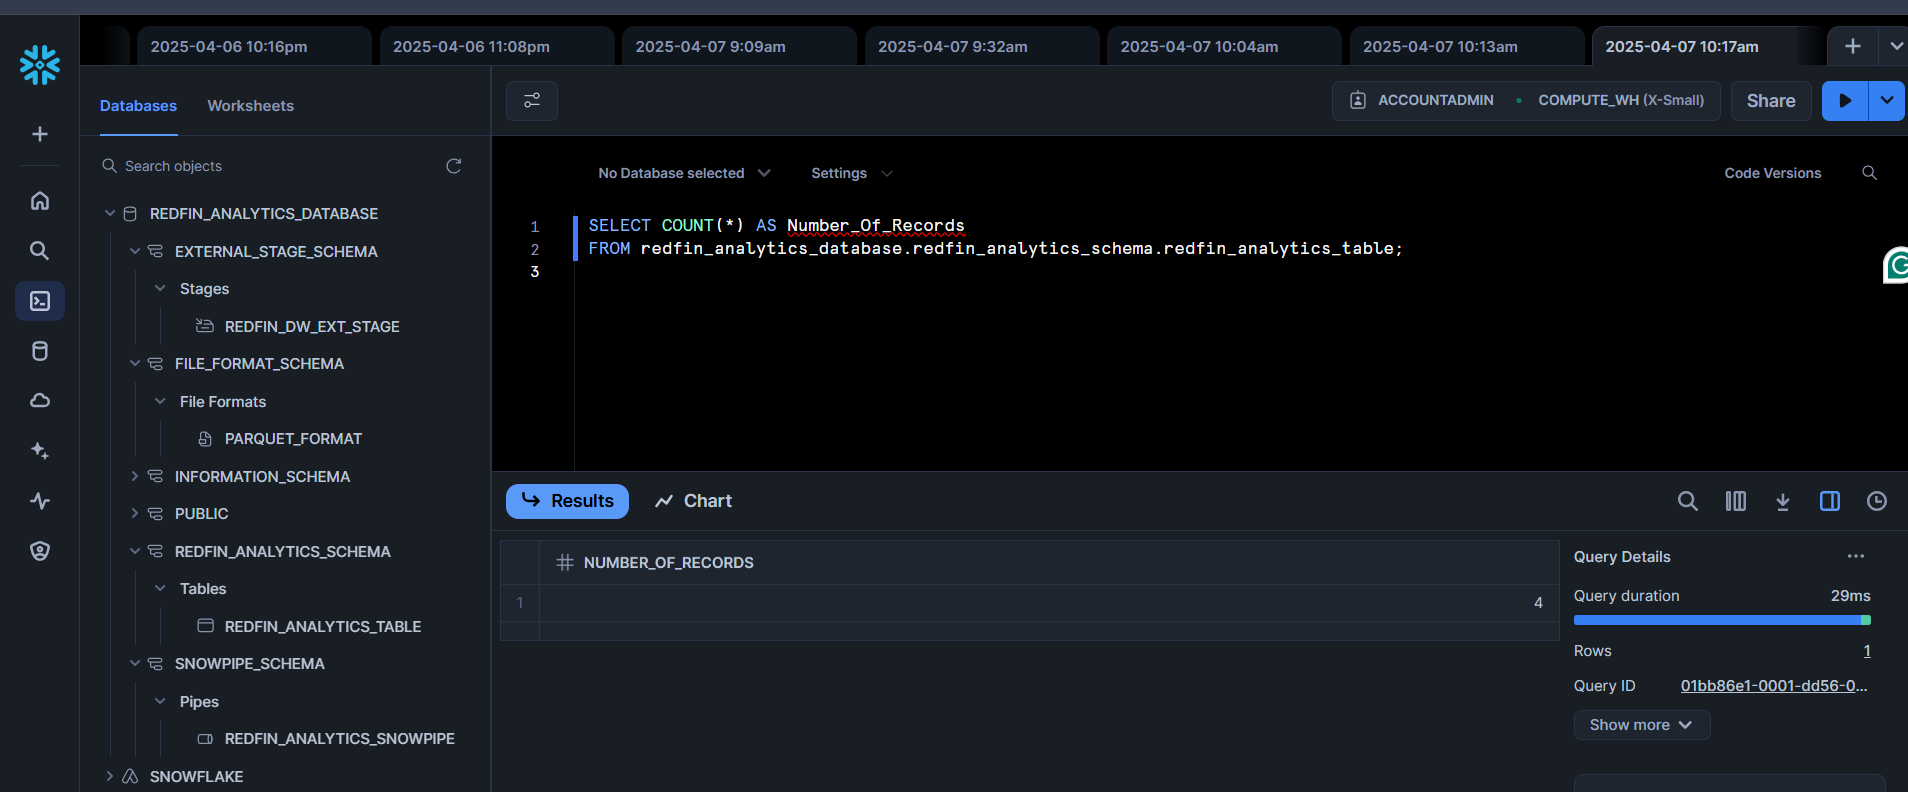 2025-04-06 10:16pm
2025-04-06 11:08pm
2025-04-07 9:09am
2025-04-07 9:32am
2025-04-07 10:04am
2025-04-07 10:13am
2025-04-07 10:17am
Databases
Worksheets
ACCOUNTADMIN
COMPUTE_WH (X-Small)
Share
Search objects
REDFIN_ANALYTICS_DATABASE
EXTERNAL_STAGE_SCHEMA
Stages
REDFIN_DW_EXT_STAGE
FILE_FORMAT_SCHEMA
File Formats
PARQUET_FORMAT
INFORMATION_SCHEMA
PUBLIC
REDFIN_ANALYTICS_SCHEMA
Tables
REDFIN_ANALYTICS_TABLE
SNOWPIPE_SCHEMA
Pipes
REDFIN_ANALYTICS_SNOWPIPE
SNOWFLAKE
No Database selected
Settings
Code Versions
1 SELECT COUNT(*) AS Number_Of_Records
2 FROM redfin_analytics_database.redfin_analytics_schema.redfin_analytics_table;
3
Results
Chart
NUMBER_OF_RECORDS
1 4
Query Details
Query duration 29ms
Rows 1
Query ID 01bb86e1-0001-dd56-0...
Show more